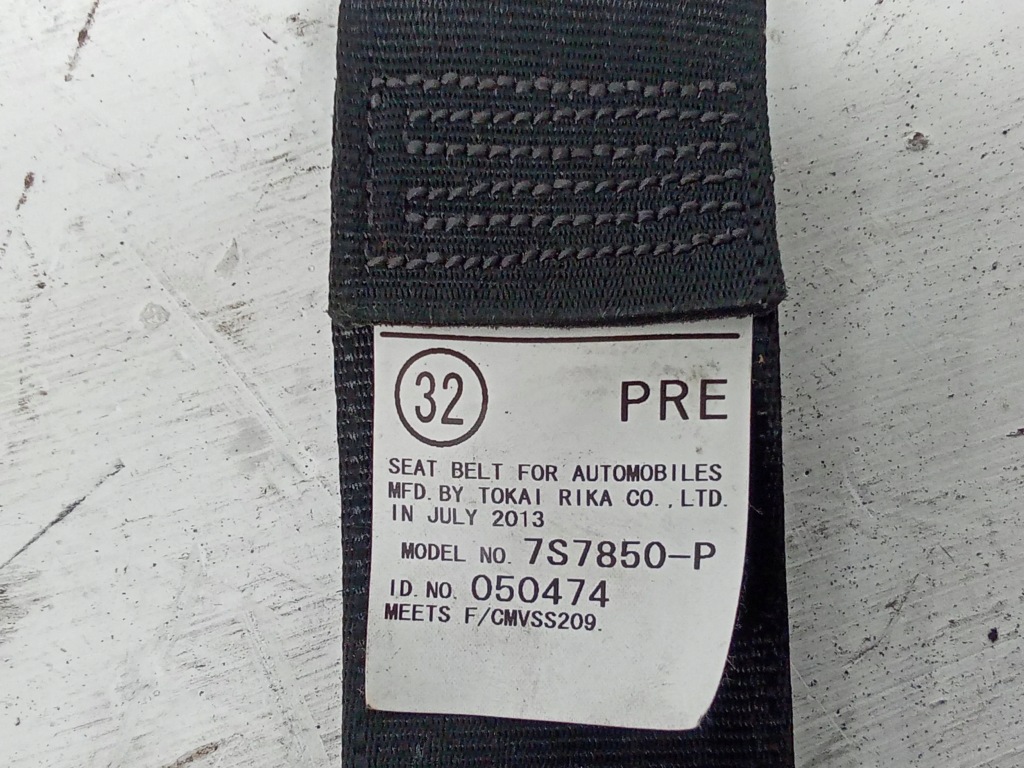 32 PRE
SEAT BELT FOR AUTOMOBILES
MFD. BY TOKAI RIKA CO.,LTD.
IN JULY 2013
MODEL NO. 7S7850-P
ID. NO. 050474
MEETS F/CMVSS209.